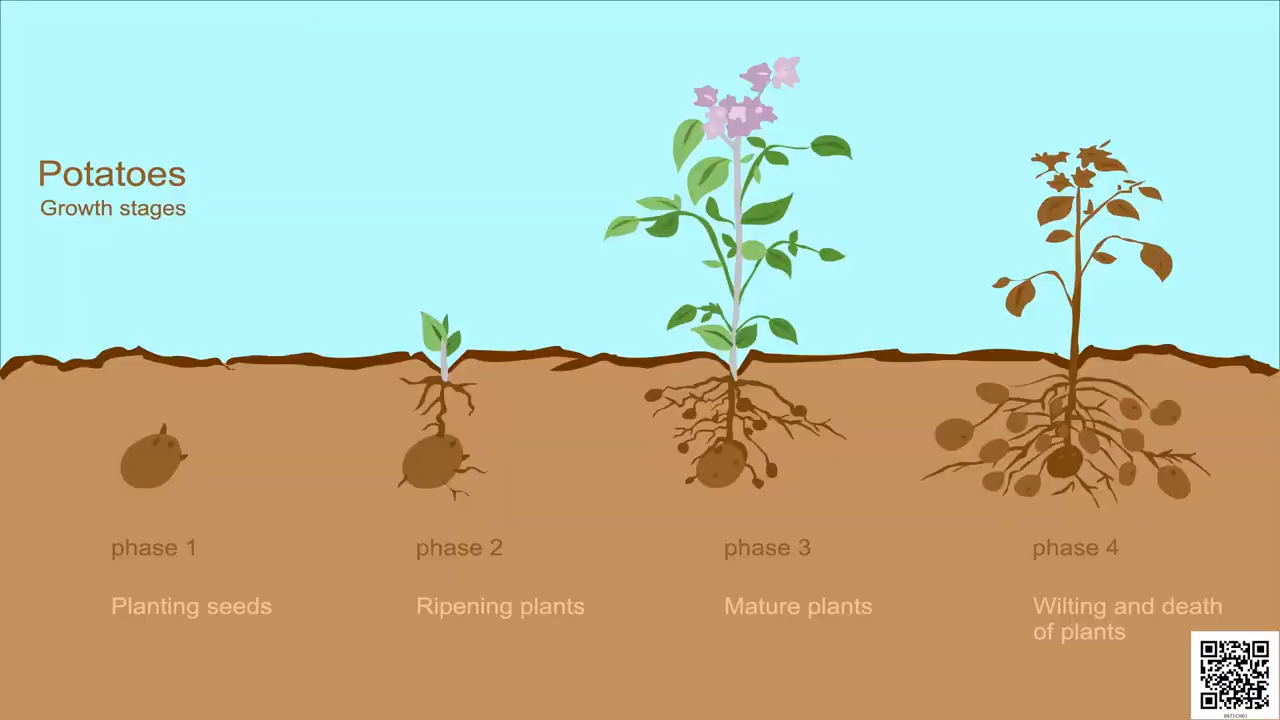 Potatoes
Growth stages
phase 1
phase 2
phase 3
phase 4
Planting seeds
Ripening plants
Mature plants
Wilting and death
of plants
0971CH01